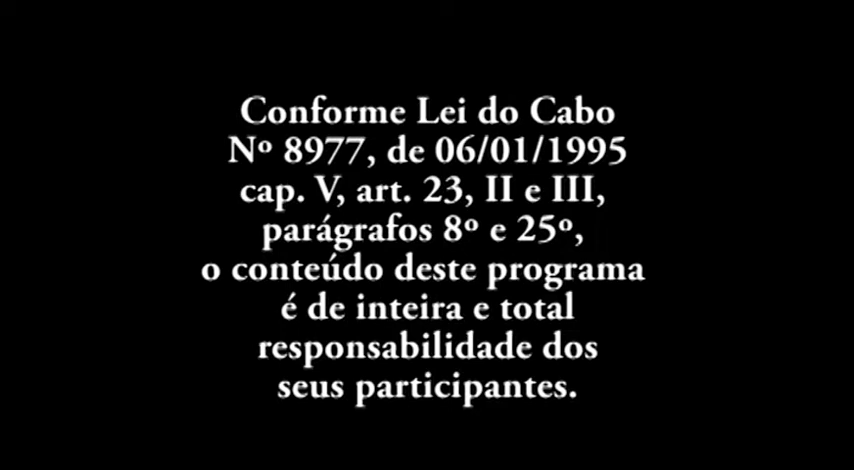 Conforme Lei do Cabo
Nº 8977, de 06/01/1995
cap. V, art. 23, II e III,
parágrafos 8º e 25º,
o conteúdo deste programa
é de inteira e total
responsabilidade dos
seus participantes.